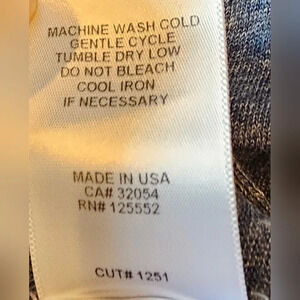 MACHINE WASH COLD
GENTLE CYCLE
TUMBLE DRY LOW
DO NOT BLEACH
COOL IRON
IF NECESSARY
MADE IN USA
CA# 32054
RN# 125552
CUT# 1251